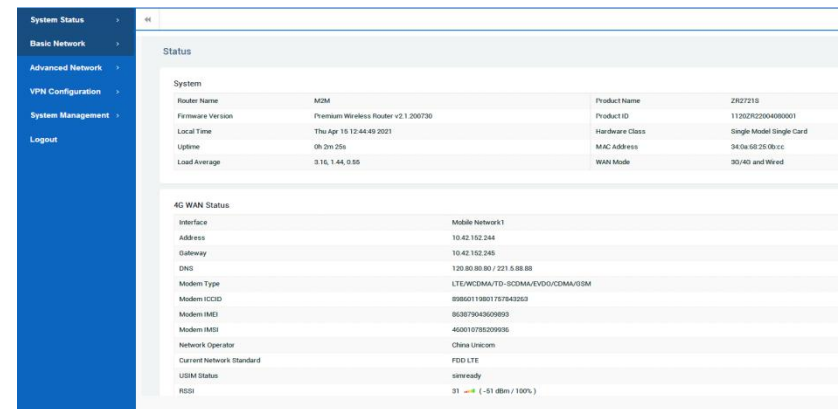 System Status
Basic Network
Advanced Network
VPN Configuration
System Management
Logout
Status
System
Router Name M2M Product Name ZR2721S
Firmware Version Premium Wireless Router v2.1.200730 Product ID 1120ZR22004080001
Local Time Thu Apr 15 12:44:49 2021 Hardware Class Single Model Single Card
Uptime 0h 2m 25s MAC Address 34:0a:68:25:0b:cc
Load Average 3.16, 1.44, 0.55 WAN Mode 3G/4G and Wired
4G WAN Status
Interface Mobile Network1
Address 10.42.152.244
Gateway 10.42.152.245
DNS 120.80.80.80 / 221.5.88.88
Modem Type LTE/WCDMA/TD-SCDMA/EVDO/CDMA/GSM
Modem ICCID 89860119801757843263
Modem IMEI 863879043609893
Modem IMSI 460010755209936
Network Operator China Unicom
Current Network Standard FDD LTE
USIM Status simready
RSSI 31 ( -51 dBm / 100% )